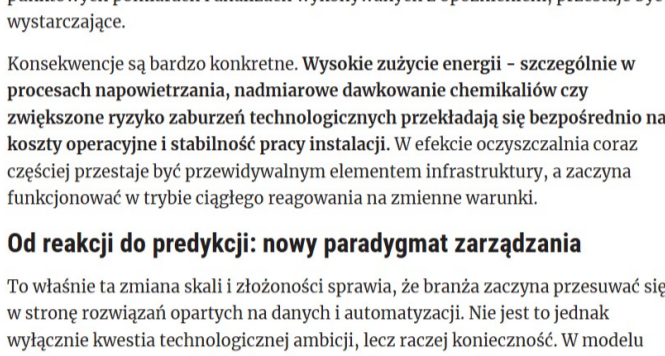 wystarczające.
Konsekwencje są bardzo konkretne. Wysokie zużycie energii – szczególnie w
procesach napowietrzania, nadmiarowe dawkowanie chemikaliów czy
zwiększone ryzyko zaburzeń technologicznych przekładają się bezpośrednio na
koszty operacyjne i stabilność pracy instalacji. W efekcie oczyszczalnia coraz
częściej przestaje być przewidywalnym elementem infrastruktury, a zaczyna
funkcjonować w trybie ciągłego reagowania na zmienne warunki.
Od reakcji do predykcji: nowy paradygmat zarządzania
To właśnie ta zmiana skali i złożoności sprawia, że branża zaczyna przesuwać się
w stronę rozwiązań opartych na danych i automatyzacji. Nie jest to jednak
wyłącznie kwestia technologicznej ambicji, lecz raczej konieczność. W modelu